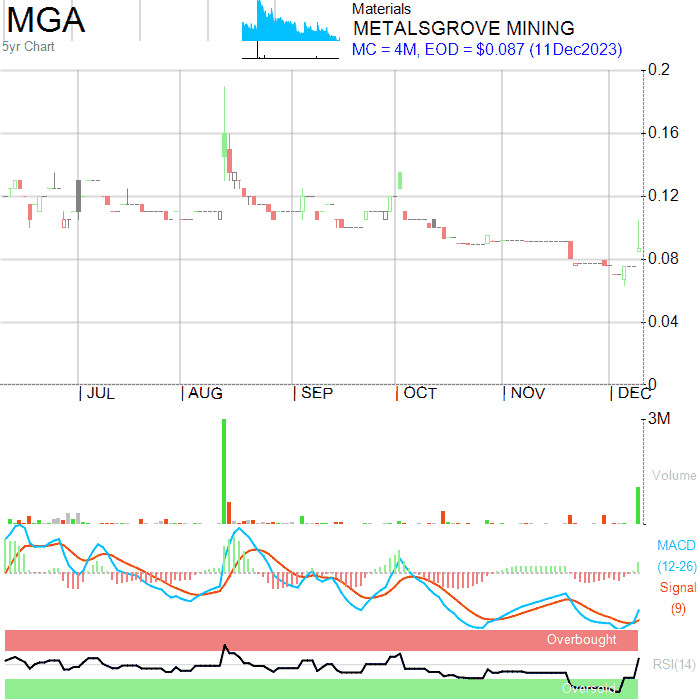 MGA
5yr Chart
Materials
METALSGROVE MINING
MC = 4M, EOD = $0.087 (11Dec2023)
0.2
0.16
0.12
0.08
0.04
0
JUL
AUG
SEP
OCT
NOV
DEC
3M
Volume
MACD
(12-26)
Signal
(9)
Overbought
RSI(14)
Oversold